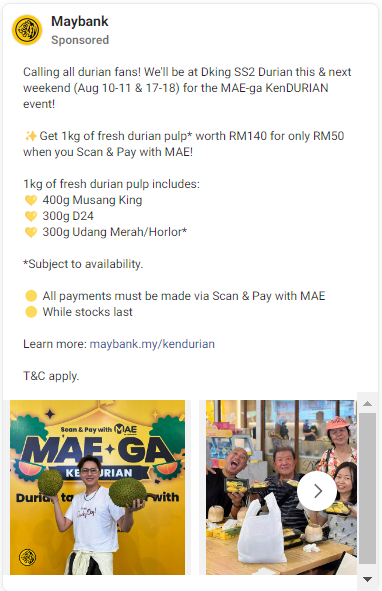 Maybank
Sponsored
Calling all durian fans! We'll be at Dking SS2 Durian this & next
weekend (Aug 10-11 & 17-18) for the MAE-ga KenDURIAN
event!
✨Get 1kg of fresh durian pulp* worth RM140 for only RM50
when you Scan & Pay with MAE!
1kg of fresh durian pulp includes:
💛 400g Musang King
💛 300g D24
💛 300g Udang Merah/Horlor*
*Subject to availability.
🟡 All payments must be made via Scan & Pay with MAE
🟡 While stocks last
Learn more: maybank.my/kendurian
T&C apply.
Scan & Pay with MAE
MAE-GA
KENDURIAN